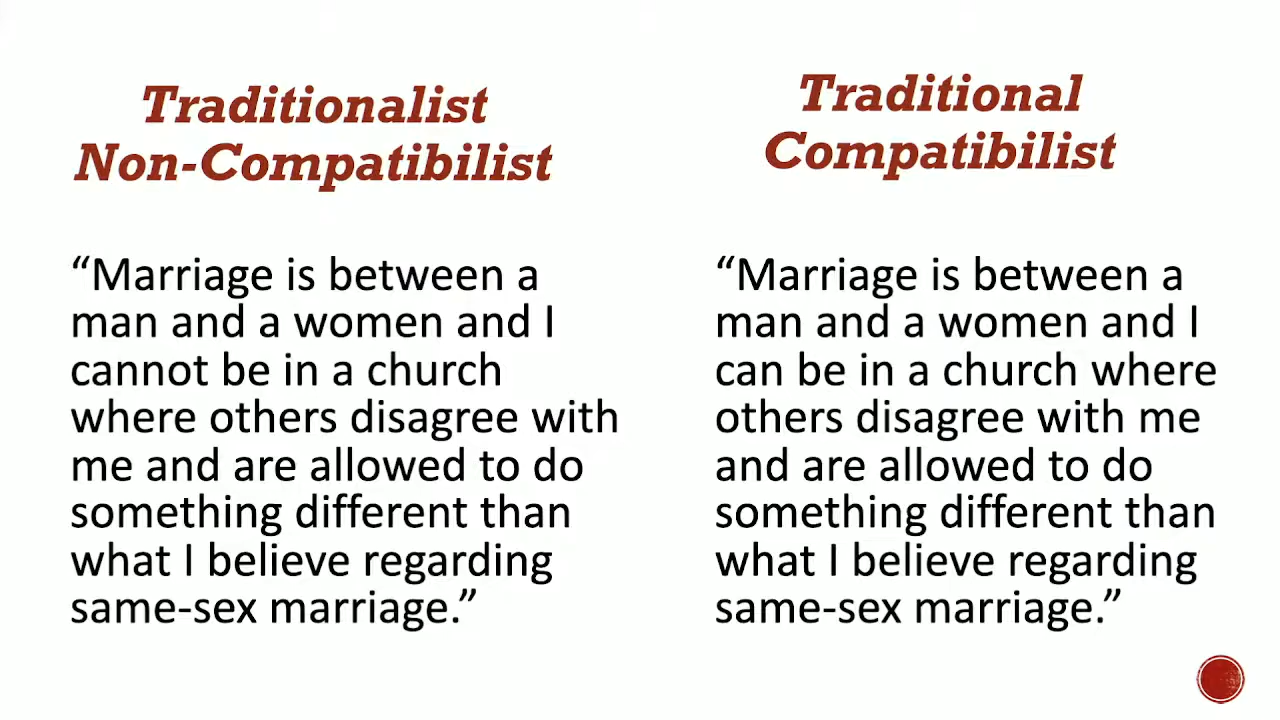 Traditionalist
Non-Compatibilist
“Marriage is between a
man and a women and I
cannot be in a church
where others disagree with
me and are allowed to do
something different than
what I believe regarding
same-sex marriage.”
Traditional
Compatibilist
“Marriage is between a
man and a women and I
can be in a church where
others disagree with me
and are allowed to do
something different than
what I believe regarding
same-sex marriage.”